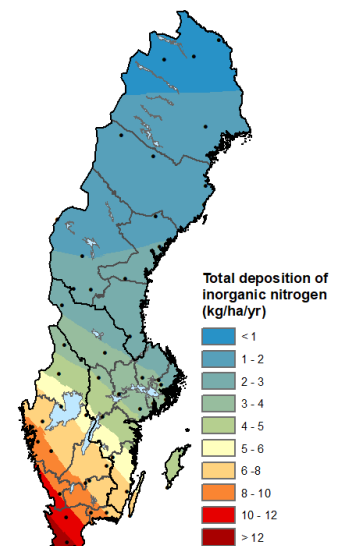 Total deposition of
inorganic nitrogen
(kg/ha/yr)
< 1
1 - 2
2 - 3
3 - 4
4 - 5
5 - 6
6 -8
8 - 10
10 - 12
> 12